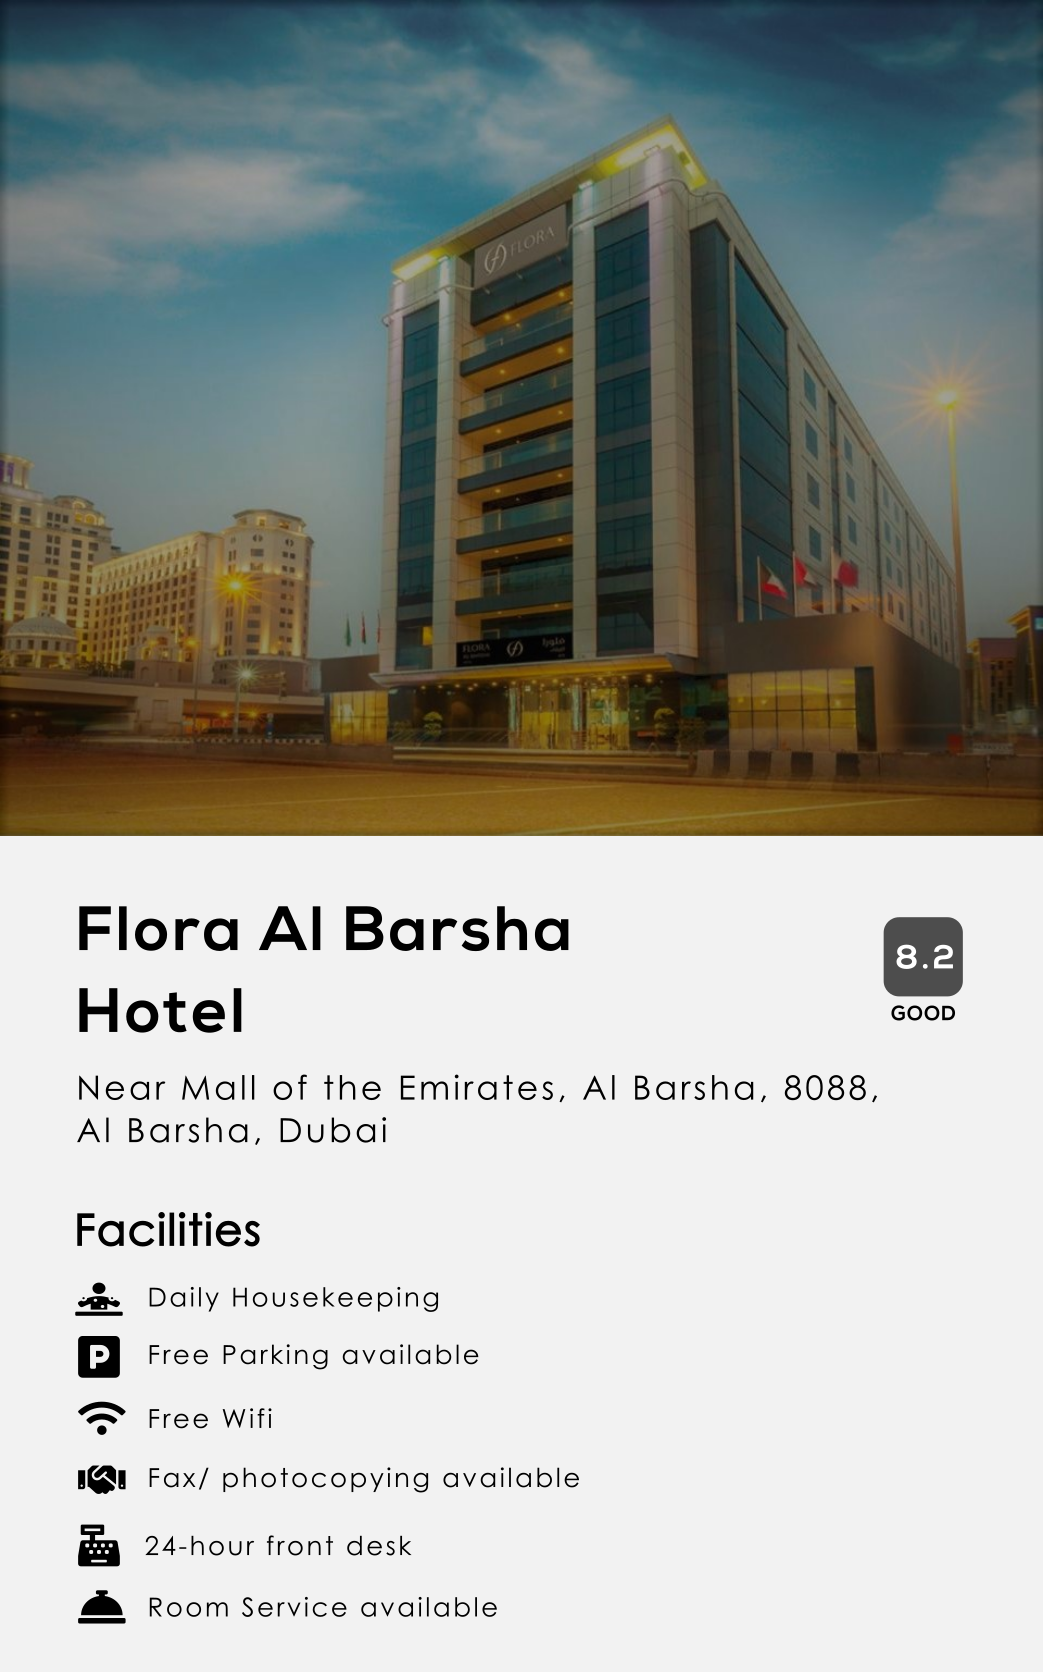 FLORA
FLORA
فلورا
Flora Al Barsha
Hotel
8.2
GOOD
Near Mall of the Emirates, Al Barsha, 8088,
Al Barsha, Dubai
Facilities
Daily Housekeeping
P
Free Parking available
Free Wifi
Fax/ photocopying available
24-hour front desk
Room Service available